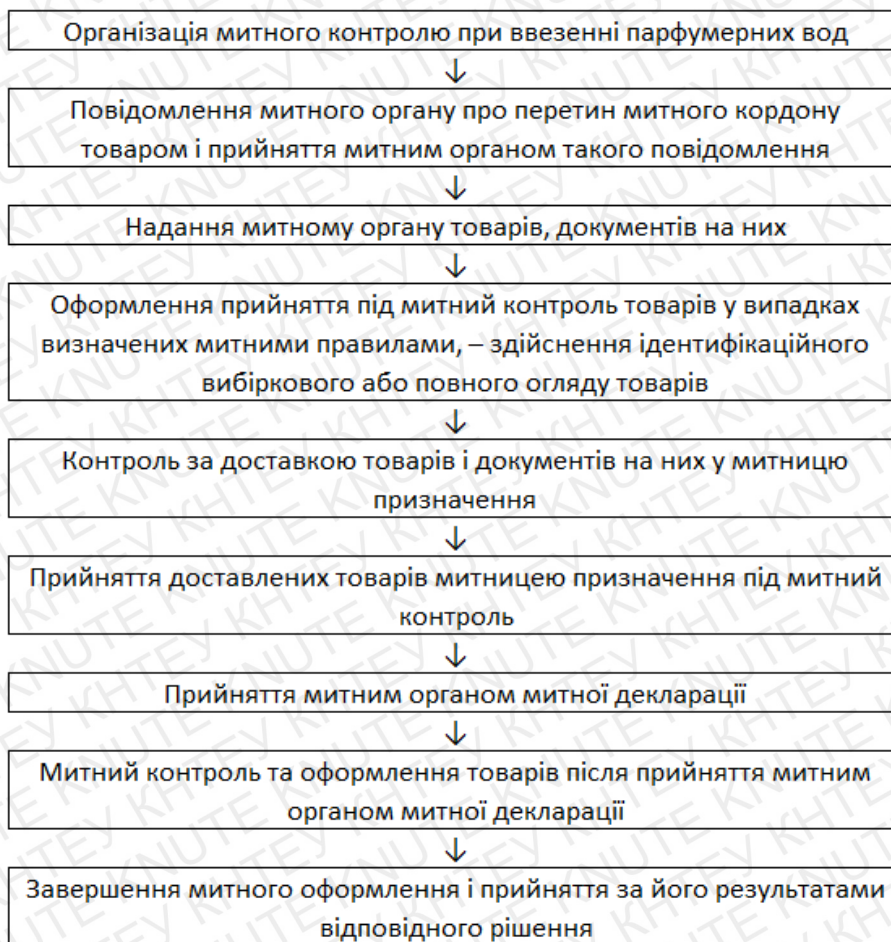 Організація митного контролю при ввезенні парфумерних вод
↓
Повідомлення митного органу про перетин митного кордону
товаром і прийняття митним органом такого повідомлення
↓
Надання митному органу товарів, документів на них
↓
Оформлення прийняття під митний контроль товарів у випадках
визначених митними правилами, – здійснення ідентифікаційного
вибіркового або повного огляду товарів
↓
Контроль за доставкою товарів і документів на них у митницю
призначення
↓
Прийняття доставлених товарів митницею призначення під митний
контроль
↓
Прийняття митним органом митної декларації
↓
Митний контроль та оформлення товарів після прийняття митним
органом митної декларації
↓
Завершення митного оформлення і прийняття за його результатами
відповідного рішення